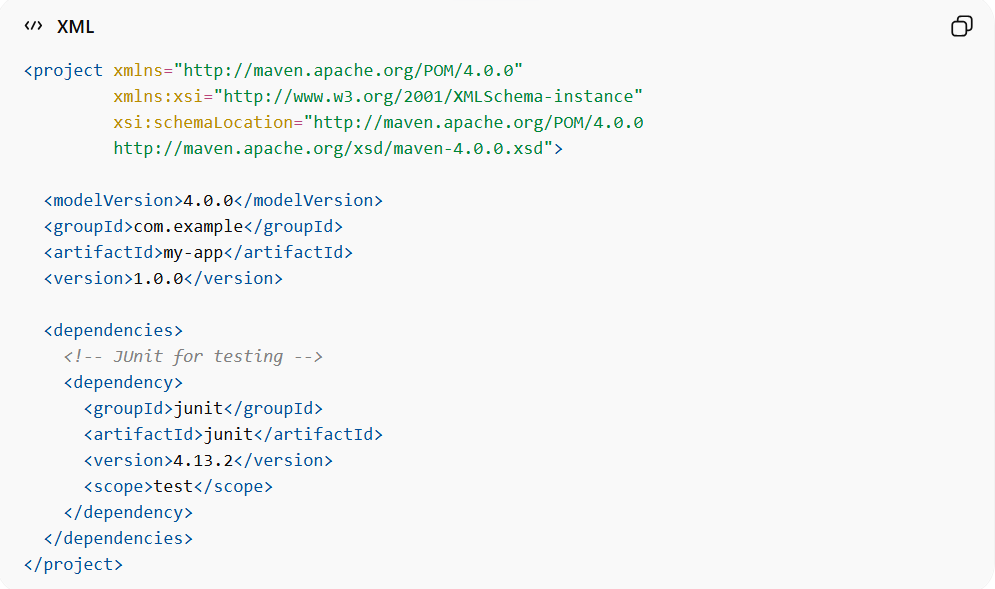 XML
<project xmlns="http://maven.apache.org/POM/4.0.0"
         xmlns:xsi="http://www.w3.org/2001/XMLSchema-instance"
         xsi:schemaLocation="http://maven.apache.org/POM/4.0.0
         http://maven.apache.org/xsd/maven-4.0.0.xsd">

  <modelVersion>4.0.0</modelVersion>
  <groupId>com.example</groupId>
  <artifactId>my-app</artifactId>
  <version>1.0.0</version>

  <dependencies>
    <!-- JUnit for testing -->
    <dependency>
      <groupId>junit</groupId>
      <artifactId>junit</artifactId>
      <version>4.13.2</version>
      <scope>test</scope>
    </dependency>
  </dependencies>
</project>